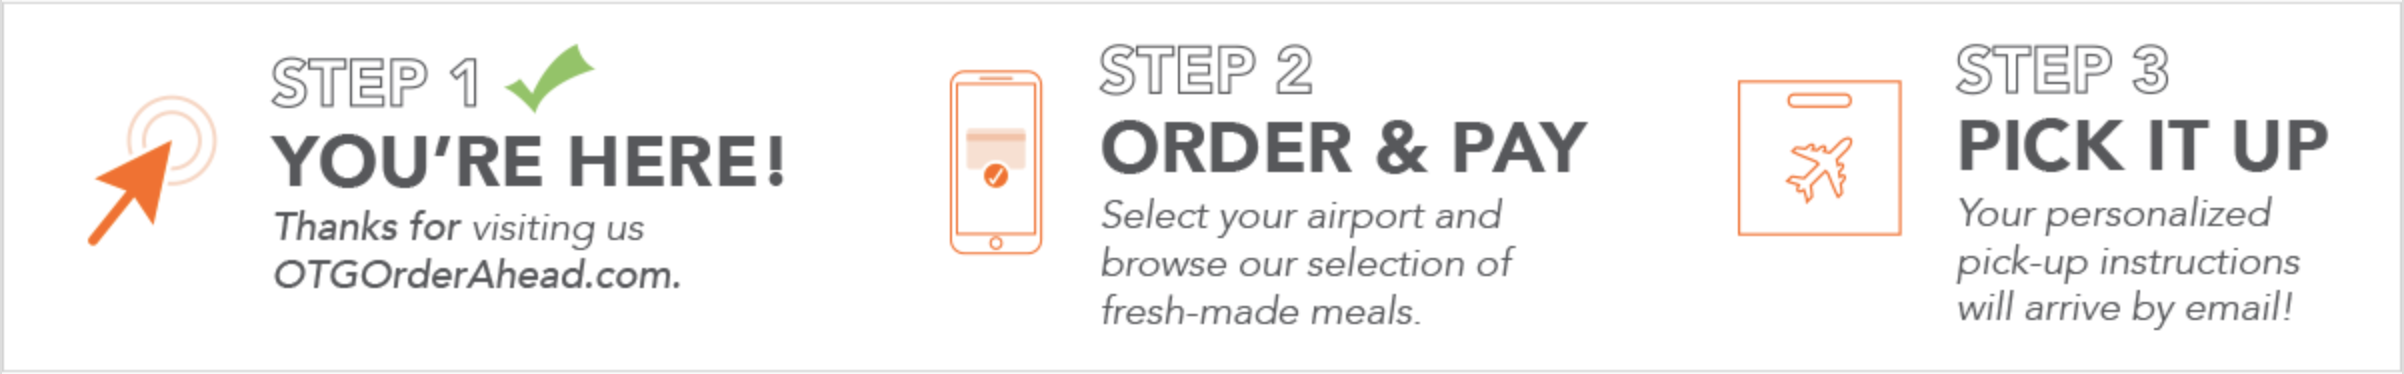 STEP 1
YOU'RE HERE!
Thanks for visiting us
OTGOrderAhead.com.
STEP 2
ORDER & PAY
Select your airport and
browse our selection of
fresh-made meals.
STEP 3
PICK IT UP
Your personalized
pick-up instructions
will arrive by email!